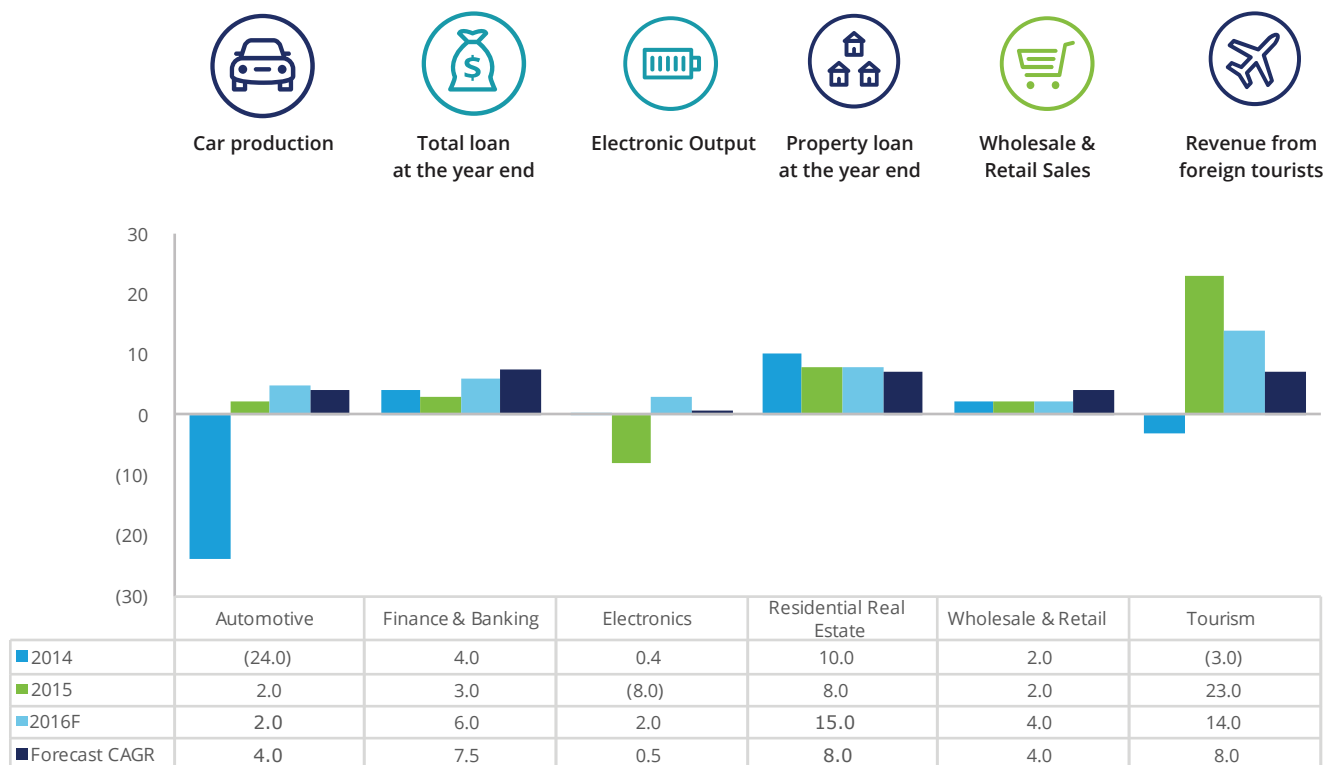 $
Car production
Total loan
at the year end
Electronic Output
Property loan
at the year end
Wholesale &
Retail Sales
Revenue from
foreign tourists
30
20
10
0
(10)
(20)
(30)
Automotive Finance & Banking Electronics Residential Real Estate Wholesale & Retail Tourism
2014 (24.0) 4.0 0.4 10.0 2.0 (3.0)
2015 2.0 3.0 (8.0) 8.0 2.0 23.0
2016F 2.0 6.0 2.0 15.0 4.0 14.0
Forecast CAGR 4.0 7.5 0.5 8.0 4.0 8.0